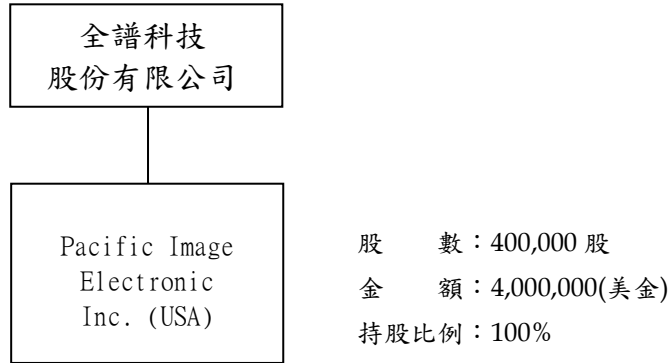 全譜科技
股份有限公司
Pacific Image
Electronic
Inc. (USA)
股　　數：400,000 股
金　　額：4,000,000(美金)
持股比例：100%